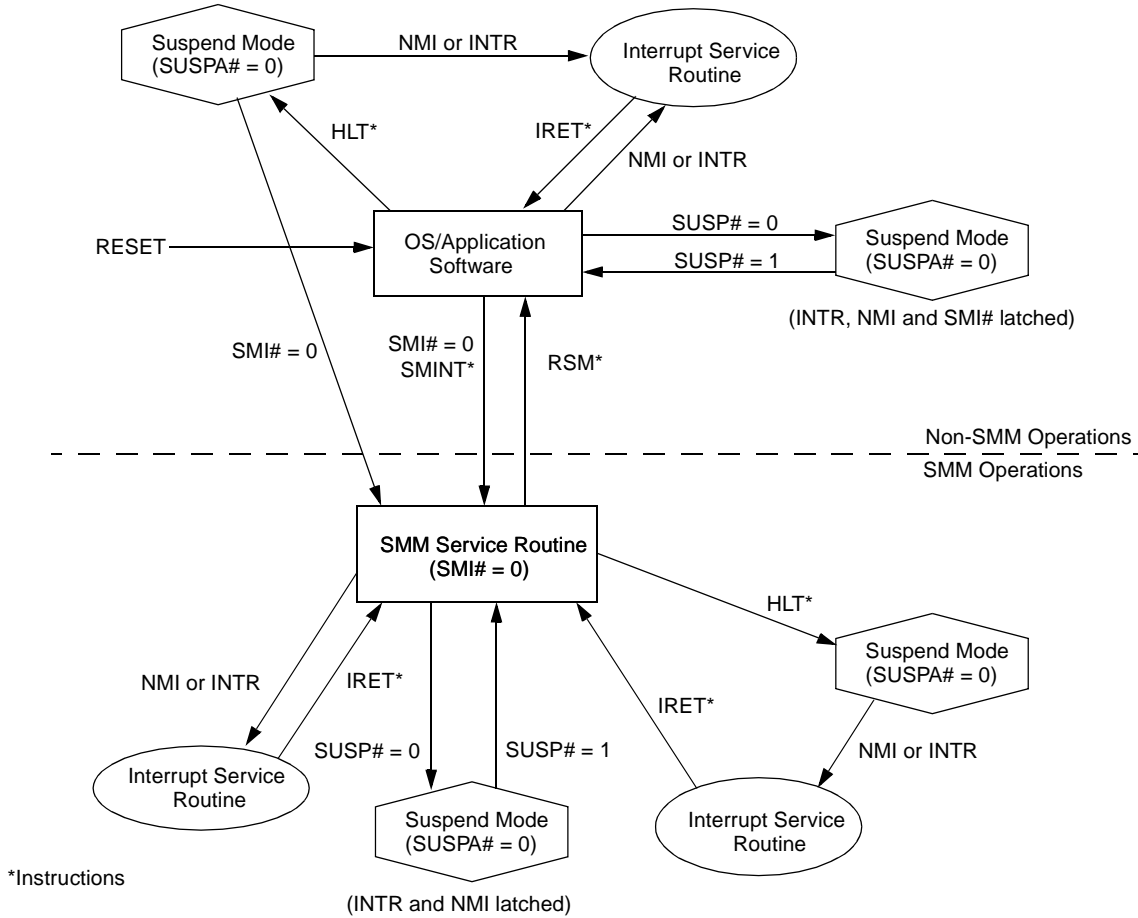 Suspend Mode
(SUSPA# = 0)
NMI or INTR
Interrupt Service
Routine
HLT*
IRET*
NMI or INTR
RESET
OS/Application
Software
SUSP# = 0
SUSP# = 1
Suspend Mode
(SUSPA# = 0)
(INTR, NMI and SMI# latched)
SMI# = 0
SMI# = 0
SMINT*
RSM*
Non-SMM Operations
SMM Operations
SMM Service Routine
(SMI# = 0)
HLT*
Suspend Mode
(SUSPA# = 0)
NMI or INTR
IRET*
IRET*
SUSP# = 0
SUSP# = 1
NMI or INTR
Interrupt Service
Routine
Suspend Mode
(SUSPA# = 0)
Interrupt Service
Routine
*Instructions
(INTR and NMI latched)